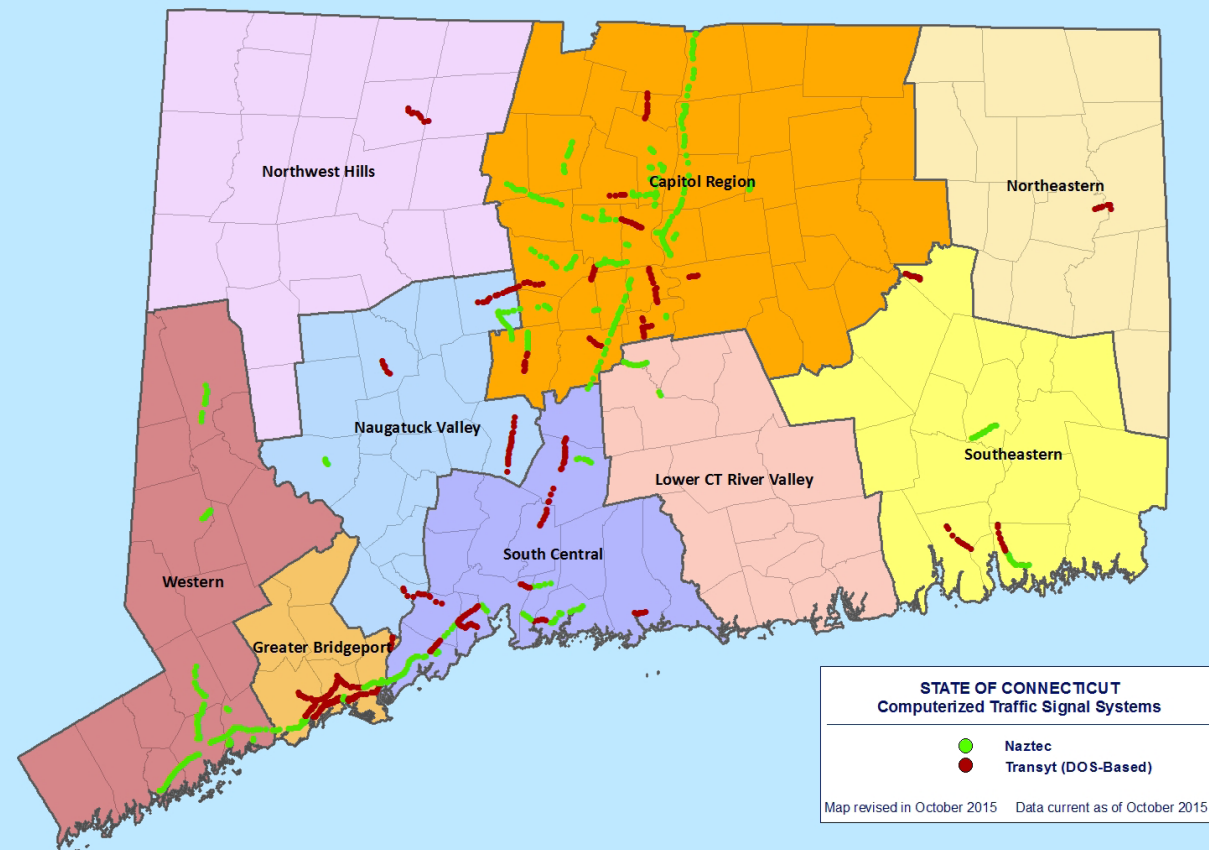 Northwest Hills
Capitol Region
Northeastern
Naugatuck Valley
Southeastern
Lower CT River Valley
South Central
Western
Greater Bridgeport
STATE OF CONNECTICUT
Computerized Traffic Signal Systems
Naztec
Transyt (DOS-Based)
Map revised in October 2015 Data current as of October 2015